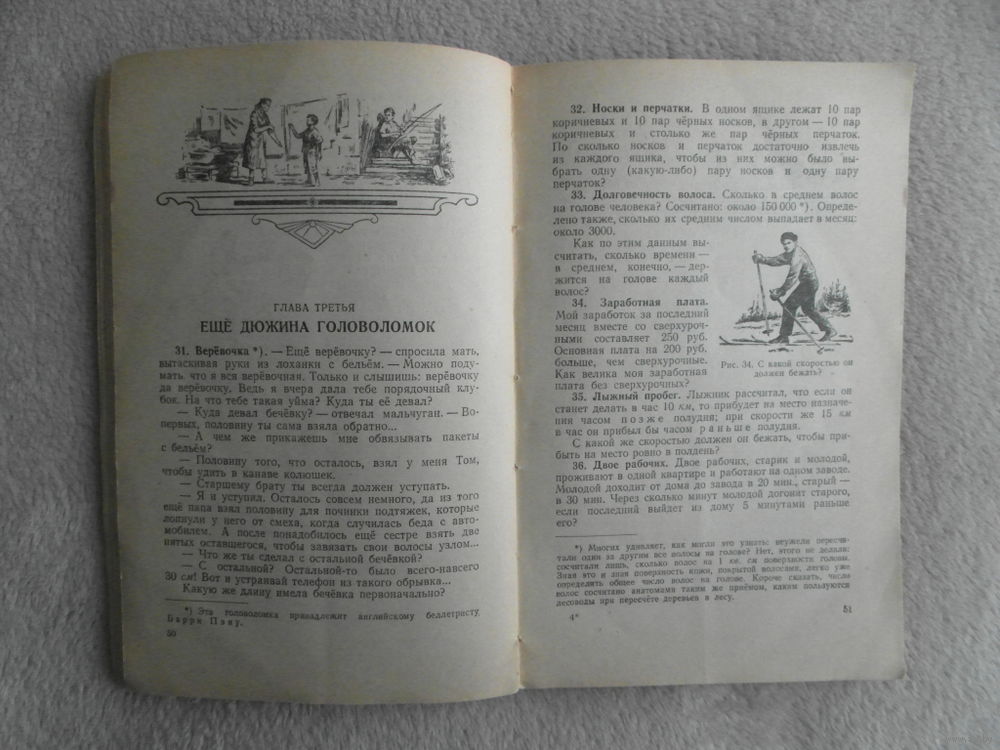 ГЛАВА ТРЕТЬЯ
ЕЩЁ ДЮЖИНА ГОЛОВОЛОМОК
31. Верёвочка *). — Ещё верёвочку? — спросила мать,
вытаскивая руки из лоханки с бельём. — Можно поду-
мать, что я вся верёвочная. Только и слышишь: верёвочку
да верёвочку. Ведь я вчера дала тебе порядочный клу-
бок. На что тебе такая уйма? Куда ты её девал?
— Куда девал бечёвку? — отвечал мальчуган. — Во-
первых, половину ты сама взяла обратно...
— А чем же прикажешь мне обвязывать пакеты
с бельём?
— Половину того, что осталось, взял у меня Том,
чтобы удить в канаве колюшек.
— Старшему брату ты всегда должен уступать.
— Я и уступил. Осталось совсем немного, да из того
ещё папа взял половину для починки подтяжек, которые
лопнули у него от смеха, когда случилась беда с авто-
мобилем. А после понадобилось ещё сестре взять две
пятых оставшегося, чтобы завязать свои волосы узлом...
— Что же ты сделал с остальной бечёвкой?
— С остальной? Остальной-то было всего-навсего
30 см! Вот и устраивай телефон из такого обрывка...
Какую же длину имела бечёвка первоначально?
*) Эта головоломка принадлежит английскому беллетристу
Барри Пэну.
50
32. Носки и перчатки. В одном ящике лежат 10 пар
коричневых и 10 пар чёрных носков, в другом — 10 пар
коричневых и столько же пар чёрных перчаток.
По сколько носков и перчаток достаточно извлечь
из каждого ящика, чтобы из них можно было вы-
брать одну (какую-либо) пару носков и одну пару
перчаток?
33. Долговечность волоса. Сколько в среднем волос
на голове человека? Сосчитано: около 150 000 *). Опреде-
лено также, сколько их средним числом выпадает в месяц:
около 3000.
Как по этим данным вы-
считать, сколько времени —
в среднем, конечно, — дер-
жится на голове каждый
волос?
34. Заработная плата.
Мой заработок за последний
месяц вместе со сверхуроч-
ными составляет 250 руб.
Основная плата на 200 руб.
больше, чем сверхурочные.
Как велика моя заработная
плата без сверхурочных?
Рис. 34. С какой скоростью он
должен бежать?
35. Лыжный пробег. Лыжник рассчитал, что если он
станет делать в час 10 км, то прибудет на место назначе-
ния часом позже полудня; при скорости же 15 км
в час он прибыл бы часом раньше полудня.
С какой же скоростью должен он бежать, чтобы при-
быть на место ровно в полдень?
36. Двое рабочих. Двое рабочих, старик и молодой,
проживают в одной квартире и работают на одном заводе.
Молодой доходит от дома до завода в 20 мин., старый —
в 30 мин. Через сколько минут молодой догонит старого,
если последний выйдет из дому 5 минутами раньше
его?
*) Многих удивляет, как могли это узнать: неужели пересчи-
тали один за другим все волосы на голове? Нет, этого не делали:
сосчитали лишь, сколько волос на 1 кв. см поверхности головы.
Зная это и зная поверхность кожи, покрытой волосами, легко уже
определить общее число волос на голове. Короче сказать, число
волос сосчитано анатомами таким же приёмом, каким пользуются
лесоводы при пересчёте деревьев в лесу.
4*
51